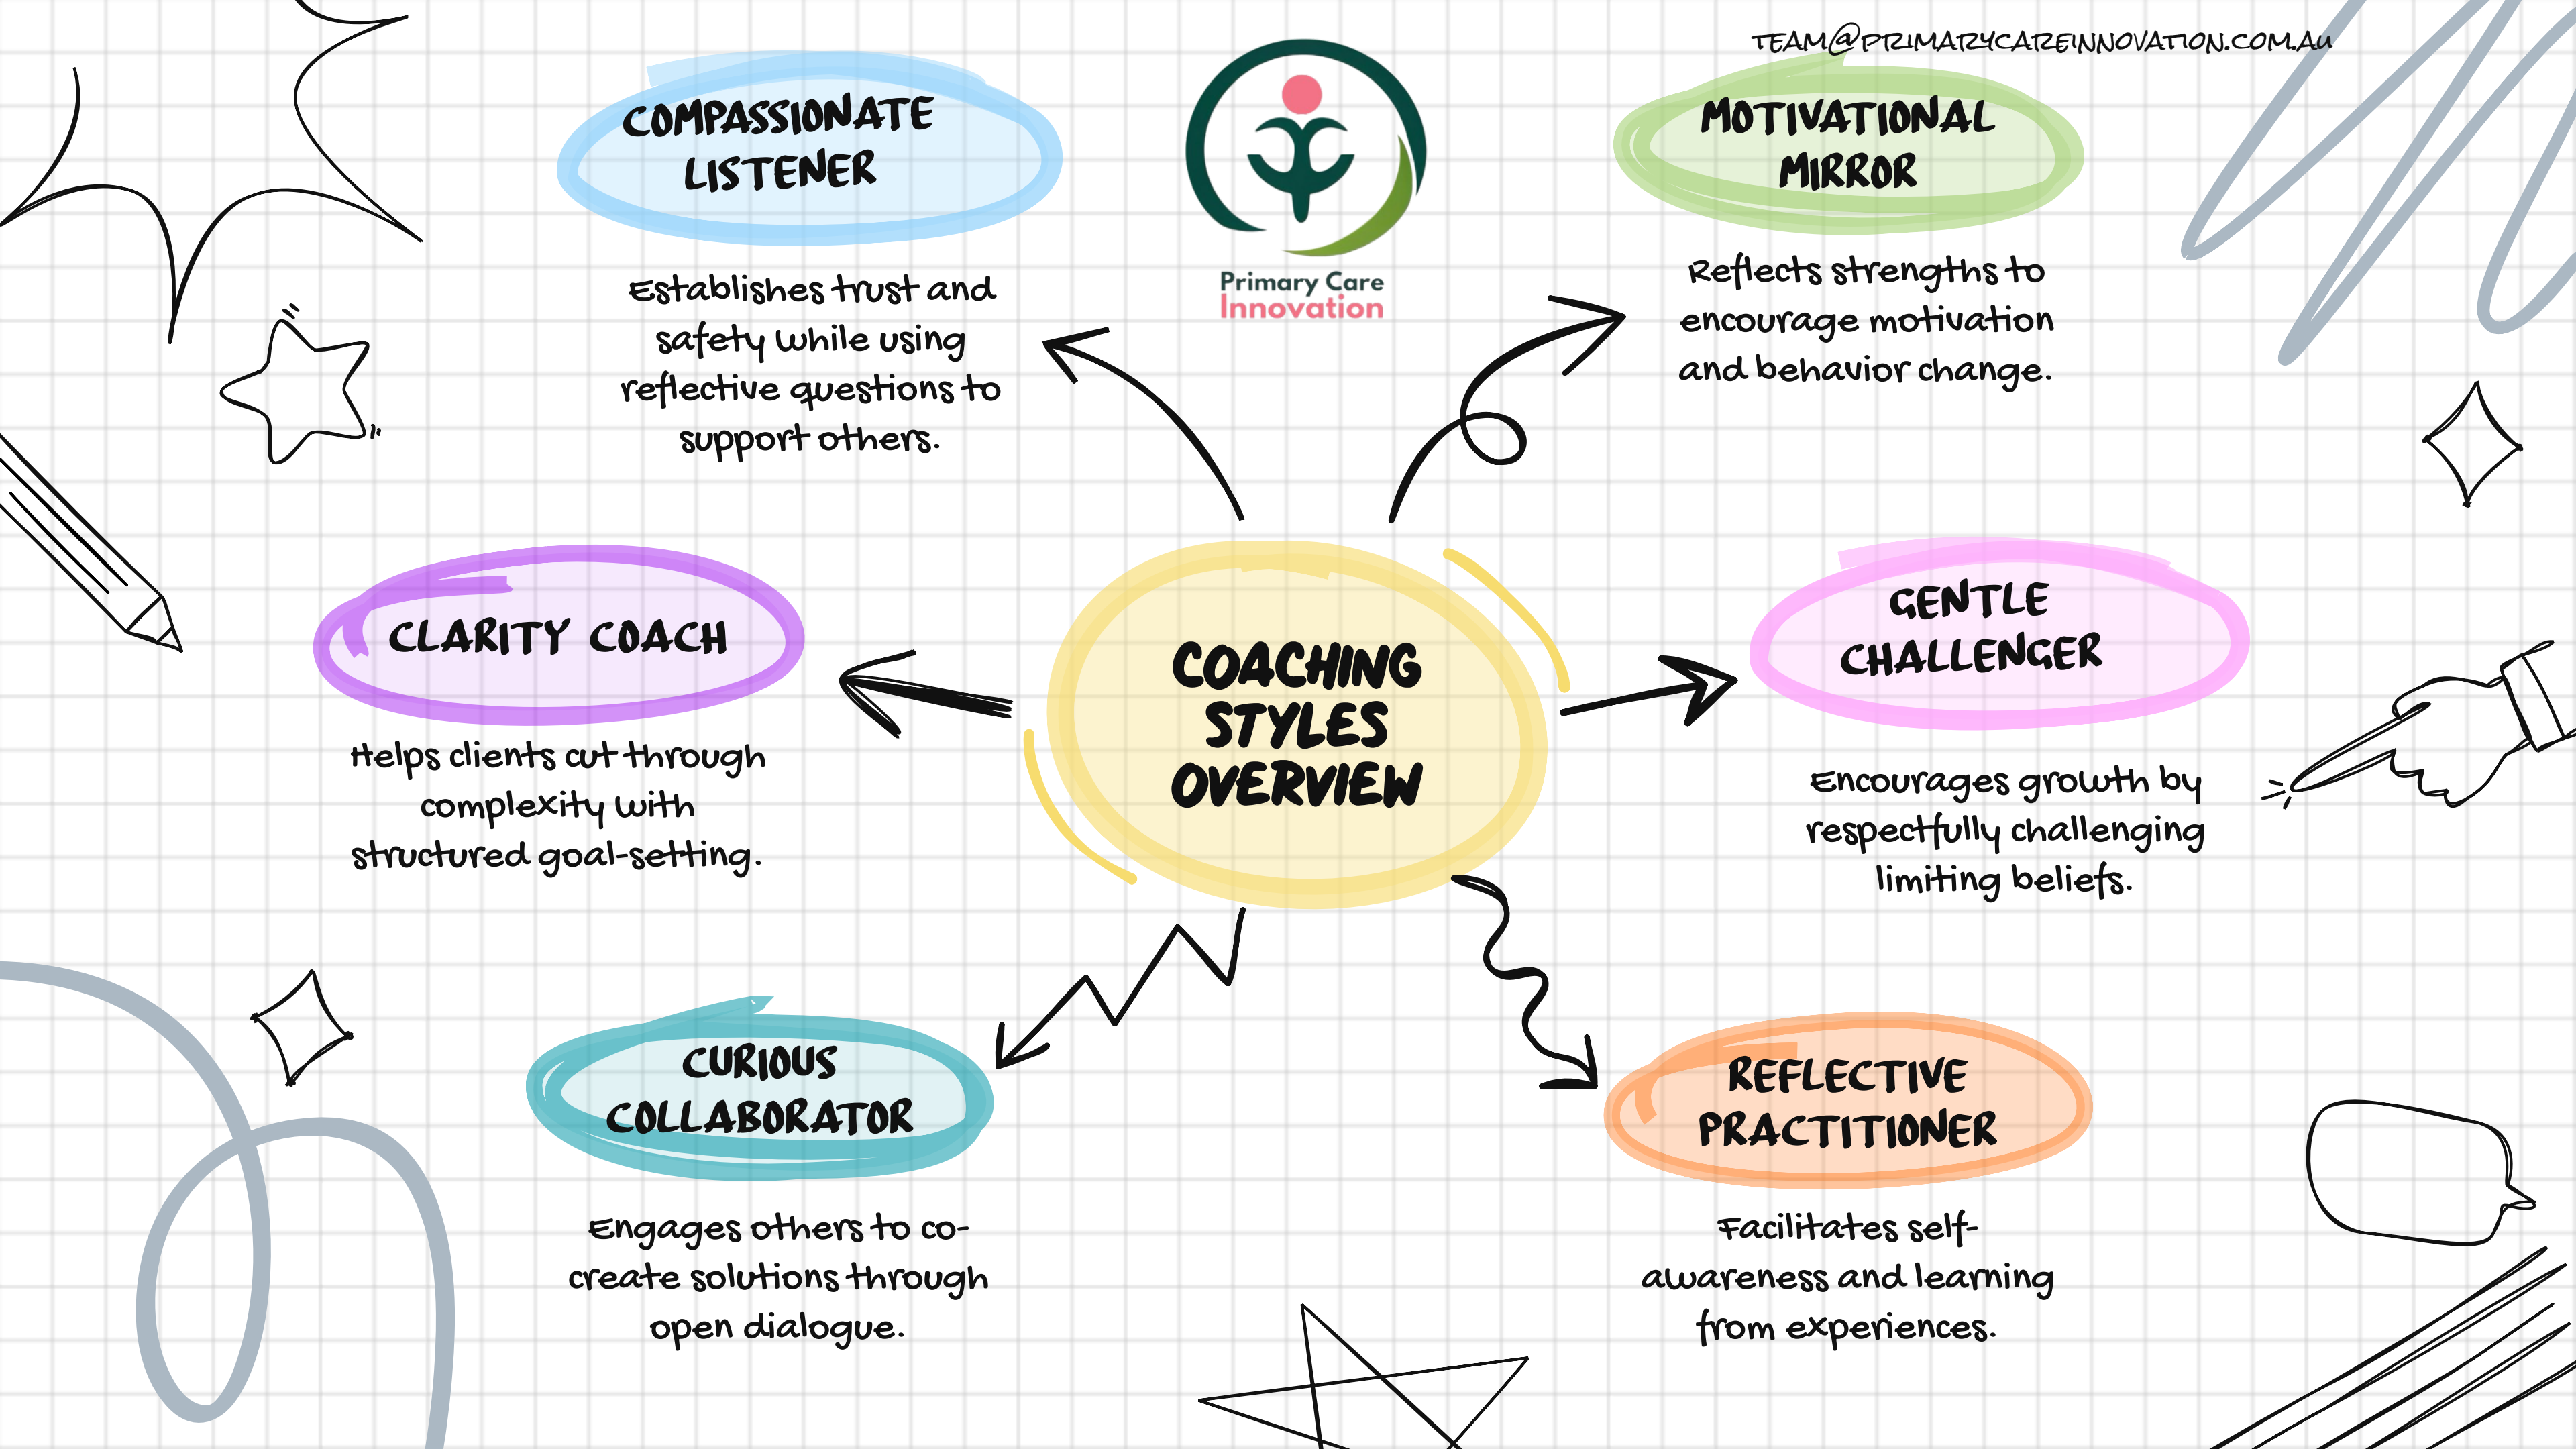 TEAM@PRIMARYCAREINNOVATION.COM.AU
COMPASSIONATE
LISTENER
Establishes trust and
safety while using
reflective questions to
support others.
Primary Care
Innovation
MOTIVATIONAL
MIRROR
Reflects strengths to
encourage motivation
and behavior change.
CLARITY COACH
Helps clients cut through
complexity with
structured goal-setting.
COACHING
STYLES
OVERVIEW
GENTLE
CHALLENGER
Encourages growth by
respectfully challenging
limiting beliefs.
CURIOUS
COLLABORATOR
Engages others to co-
create solutions through
open dialogue.
REFLECTIVE
PRACTITIONER
Facilitates self-
awareness and learning
from experiences.